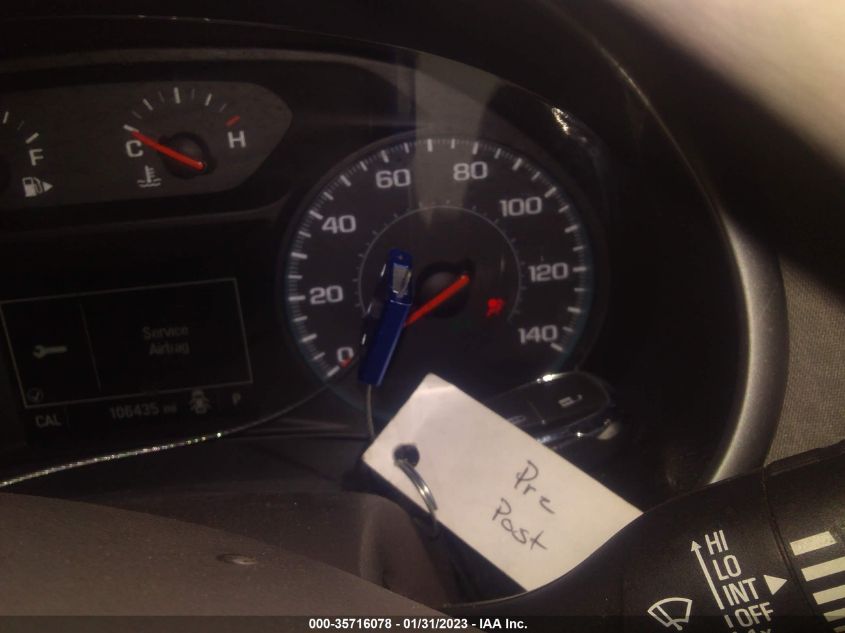 F
C
H
0
20
40
60
80
100
120
140
Service
Airbag
CAL
106435 mi
P
Pre
Post
HI
LO
INT
OFF
1x
000-35716078 - 01/31/2023 - IAA Inc.